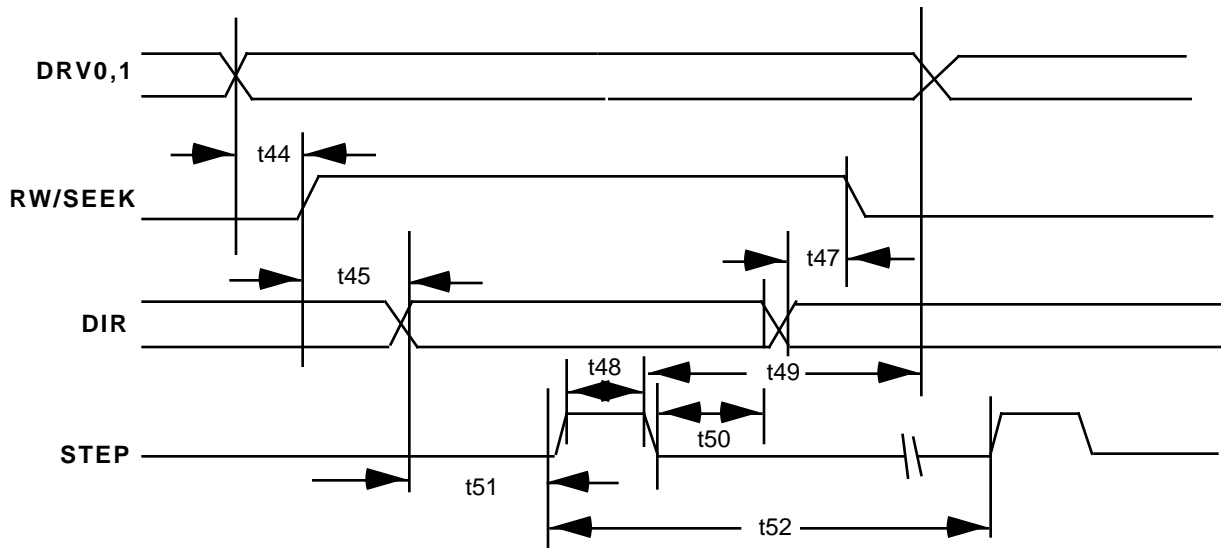 DRV0,1
t44
RW/SEEK
t47
t45
DIR
t48
t49
t50
STEP
t51
t52